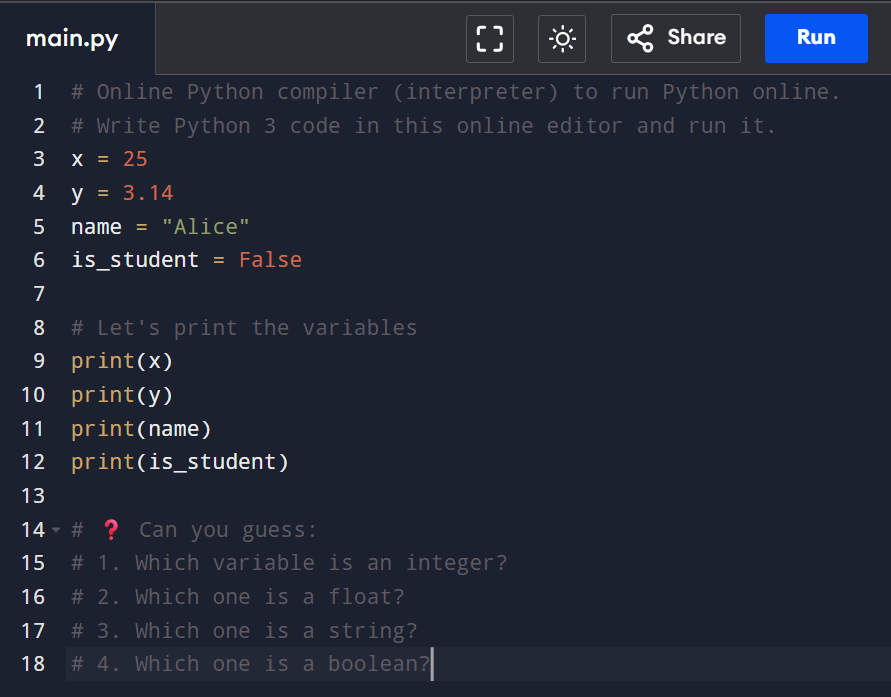 main.py Share Run
1 # Online Python compiler (interpreter) to run Python online.
2 # Write Python 3 code in this online editor and run it.
3 x = 25
4 y = 3.14
5 name = "Alice"
6 is_student = False
7
8 # Let's print the variables
9 print(x)
10 print(y)
11 print(name)
12 print(is_student)
13
14 # ❓ Can you guess:
15 # 1. Which variable is an integer?
16 # 2. Which one is a float?
17 # 3. Which one is a string?
18 # 4. Which one is a boolean?